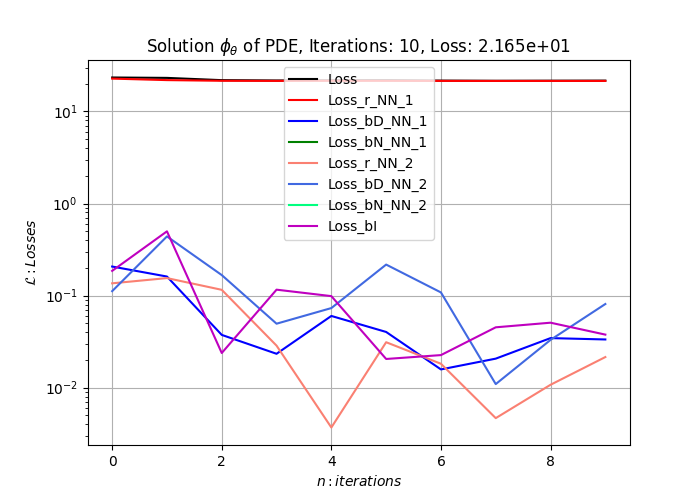 Solution ϕ_θ of PDE, Iterations: 10, Loss: 2.165e+01
Loss
Loss_r_NN_1
Loss_bD_NN_1
Loss_bN_NN_1
Loss_r_NN_2
Loss_bD_NN_2
Loss_bN_NN_2
Loss_bI
10¹
10⁰
10⁻¹
10⁻²
ℒ : Losses
0 2 4 6 8
n : iterations